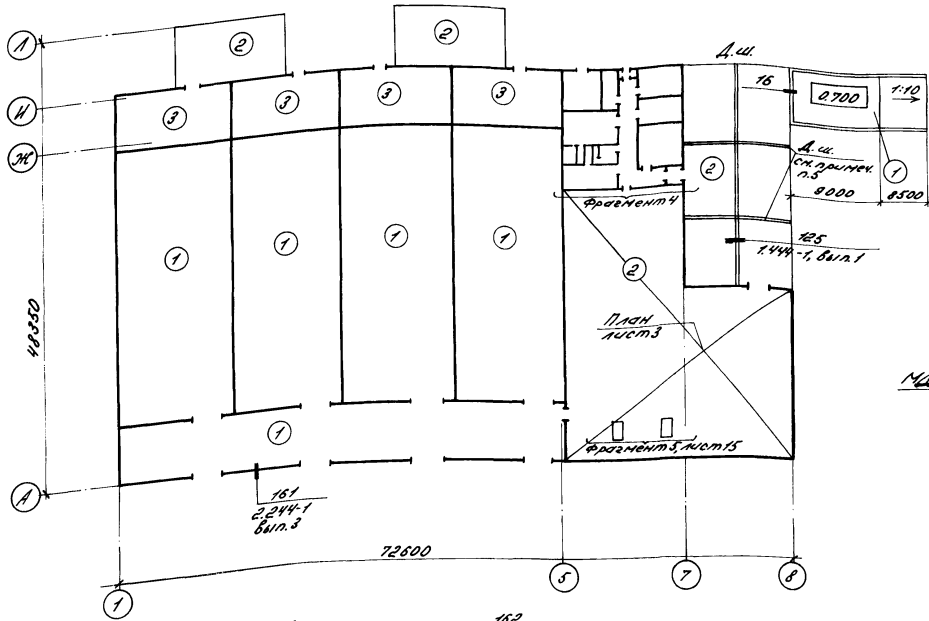 Л
2
2
Д.ш.
16
0.700
1:10
И
3
3
3
3
Ж
Д.ш.
см. примеч.
п.5
1
2
9000
8500
Фрагмент 4
1
1
1
1
125
1.444-1, вып.1
2
48350
План
лист 3
1
Фрагмент 5, лист 15
А
161
2.244-1
вып.3
72600
1
5
7
8
162